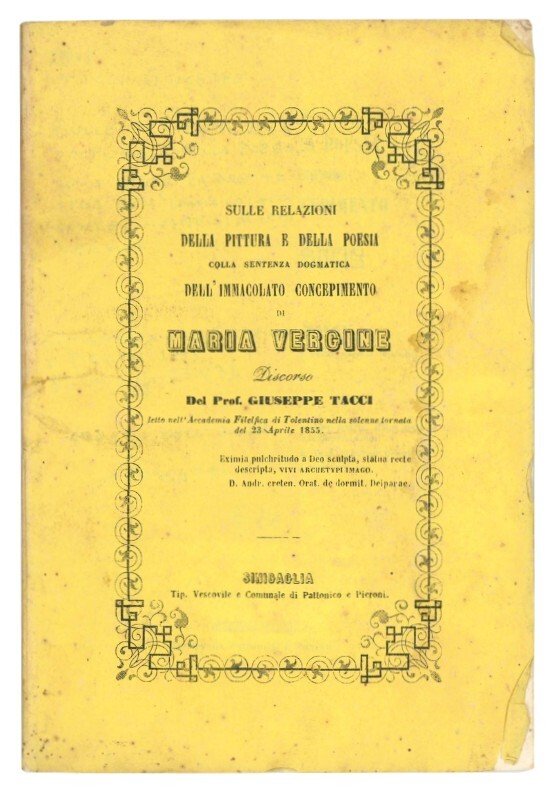 SULLE RELAZIONI
DELLA PITTURA E DELLA POESIA
COLLA SENTENZA DOGMATICA
DELL'IMMACOLATO CONCEPIMENTO
DI
MARIA VERGINE
Discorso
Del Prof. GIUSEPPE TACCI
letto nell'Accademia Filelfica di Tolentino nella solenne tornata
del 23 Aprile 1855.
Eximia pulchritudo a Deo sculpta, statua recte
descripta, VIVI ARCHETYPI IMAGO.
D. Andr. creten. Orat. de dormit. Deiparae.
SINIGAGLIA
Tip. Vescovile e Comunale di Pattonico e Pieroni.